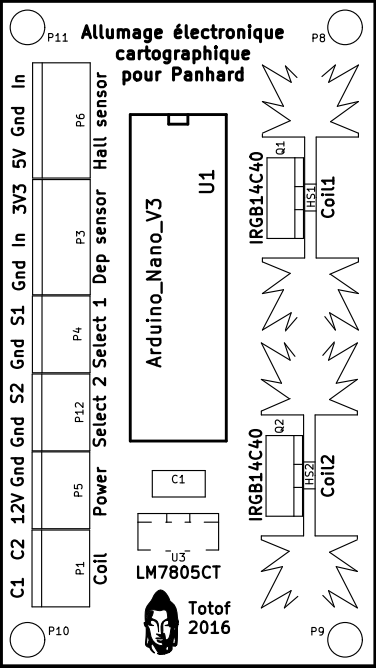 Allumage électronique
cartographique
pour Panhard
P11
P8
5V Gnd In
P6
Hall sensor
Gnd In 3V3
P3
Dep sensor
Gnd S1
P4
Select 1
Gnd S2
P12
Select 2
12V Gnd
P5
Power
C1 C2
P1
Coil
U1
Arduino_Nano_V3
C1
U3
LM7805CT
IRGB14C40
Q1
HS1
Coil1
IRGB14C40
Q2
HS2
Coil2
Totof
2016
P10
P9